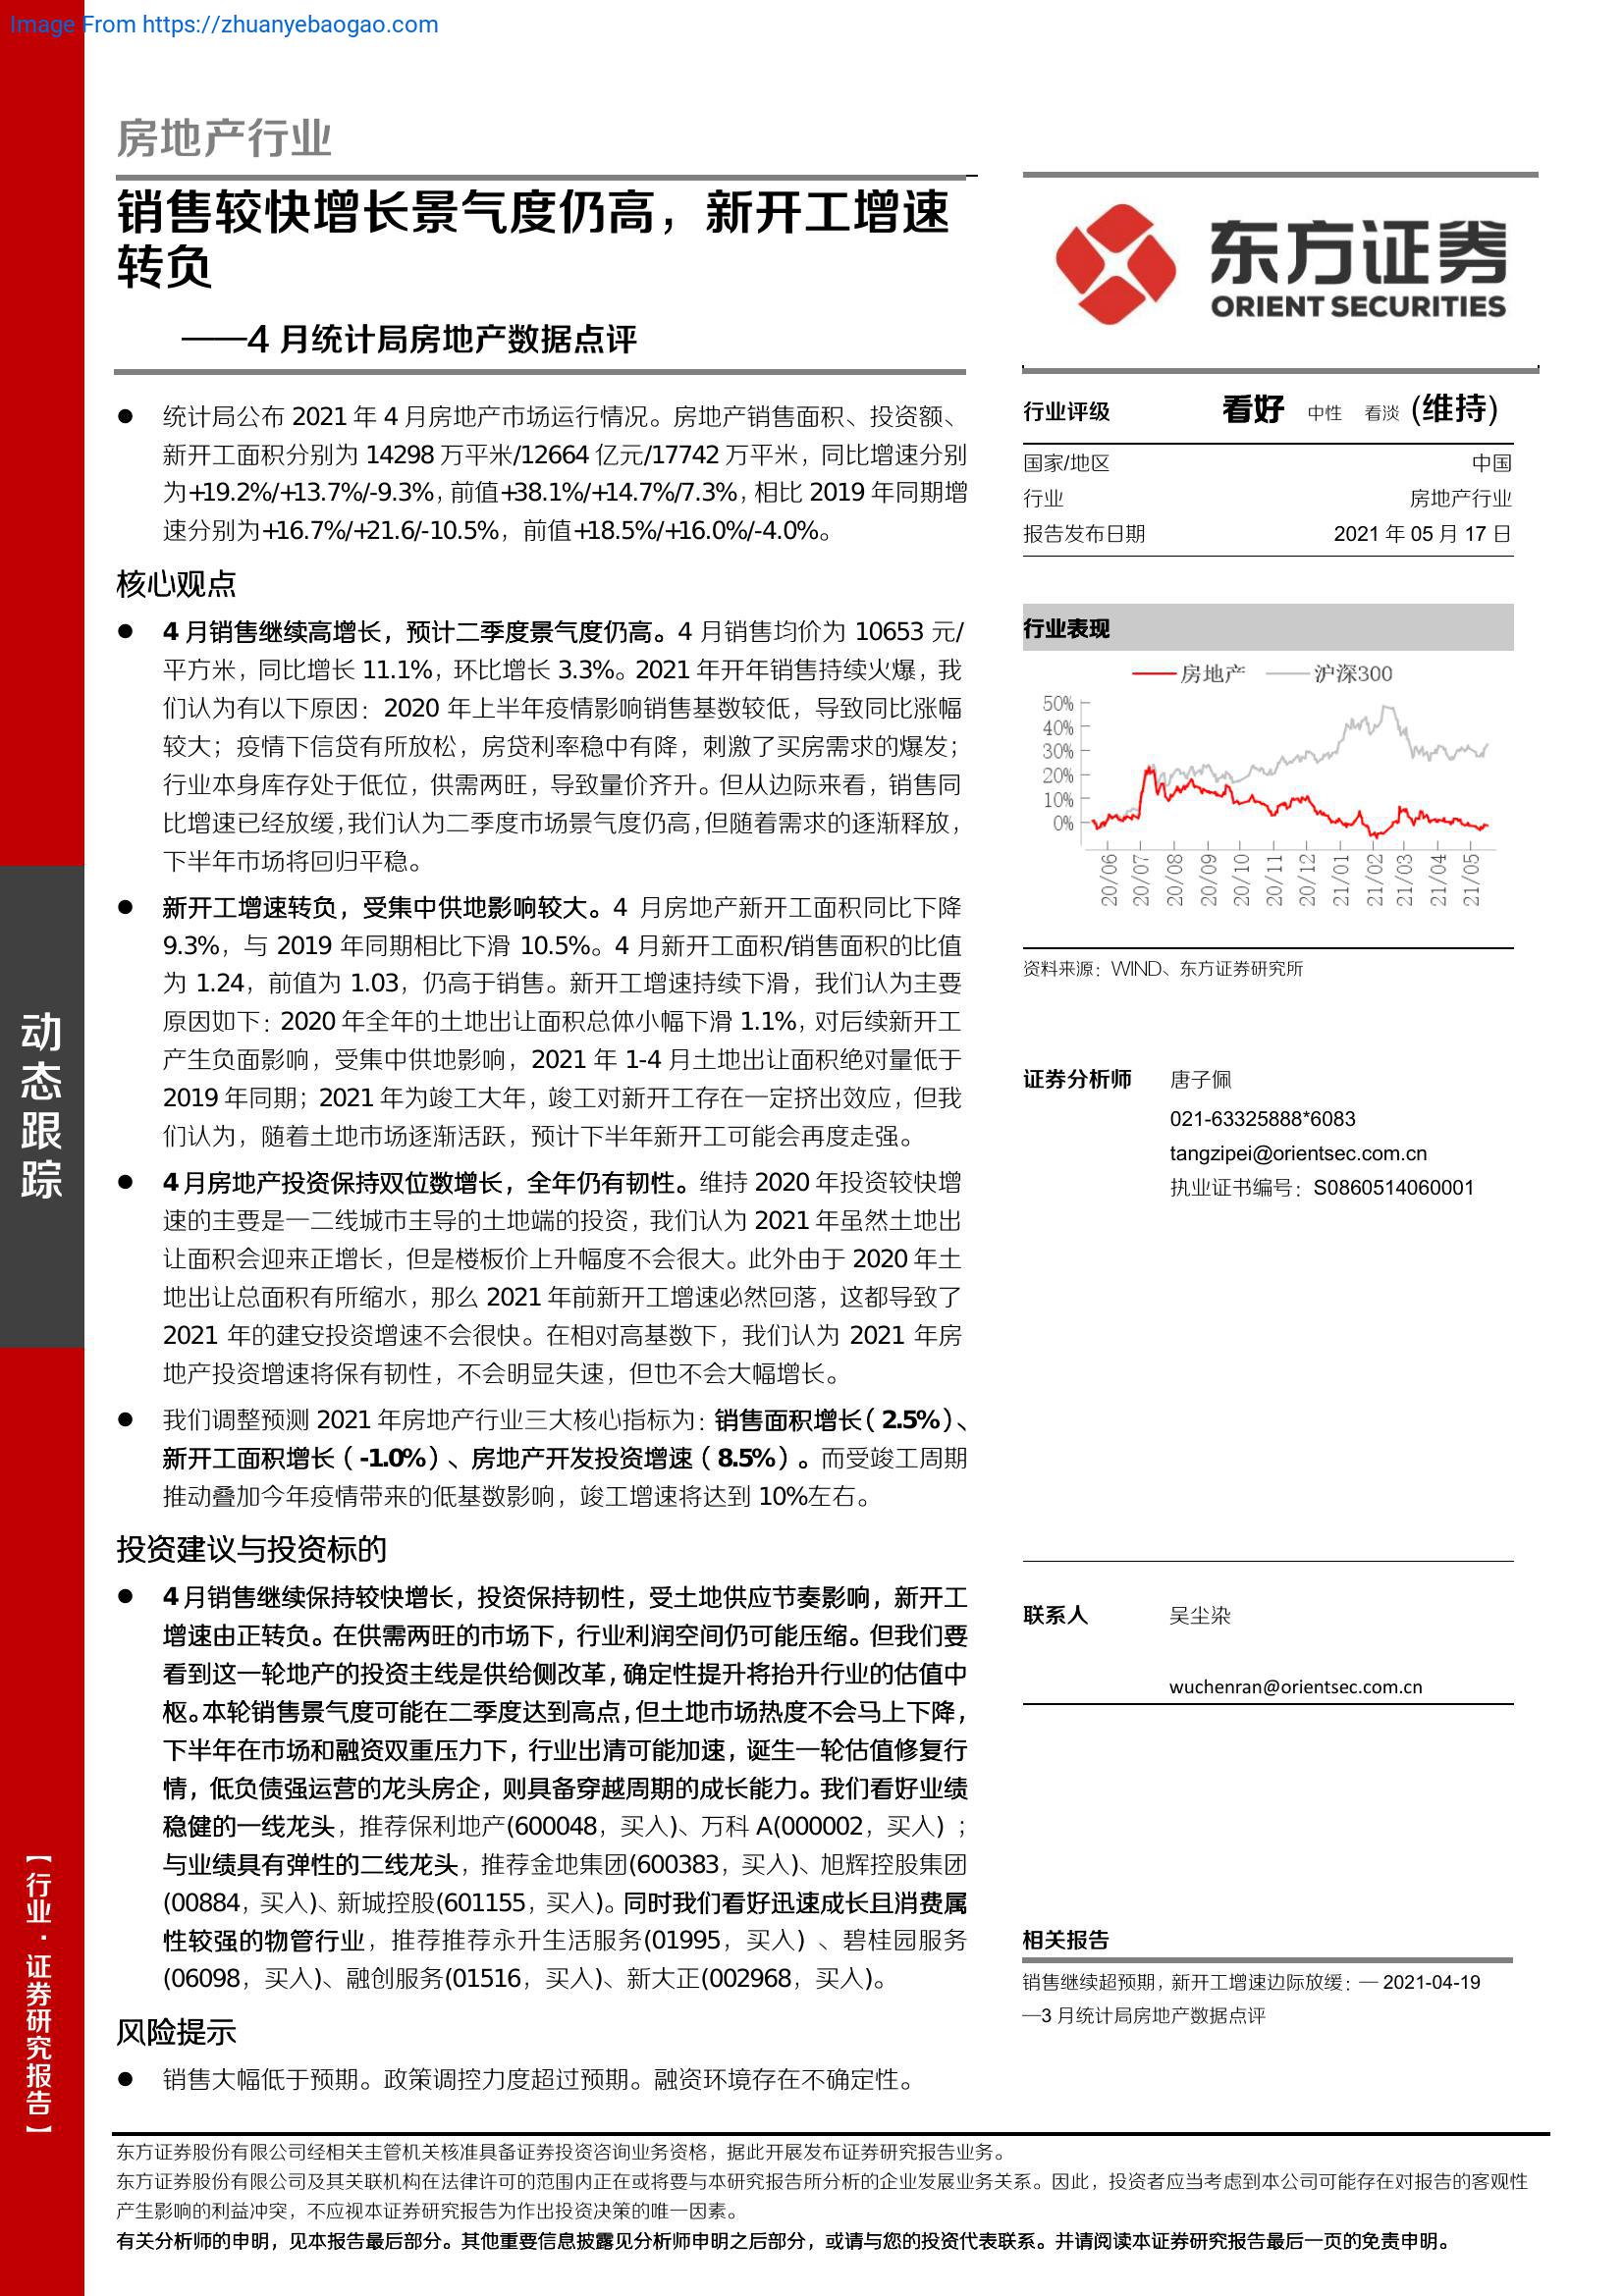 Image From https://zhuanyebaogao.com
房地产行业
销售较快增长景气度仍高，新开工增速
转负
——4 月统计局房地产数据点评
● 统计局公布 2021 年 4 月房地产市场运行情况。房地产销售面积、投资额、
新开工面积分别为 14298 万平米/12664 亿元/17742 万平米，同比增速分别
为+19.2%/+13.7%/-9.3%，前值+38.1%/+14.7%/7.3%，相比 2019 年同期增
速分别为+16.7%/+21.6/-10.5%，前值+18.5%/+16.0%/-4.0%。
核心观点
● 4 月销售继续高增长，预计二季度景气度仍高。4 月销售均价为 10653 元/
平方米，同比增长 11.1%，环比增长 3.3%。2021 年开年销售持续火爆，我
们认为有以下原因：2020 年上半年疫情影响销售基数较低，导致同比涨幅
较大；疫情下信贷有所放松，房贷利率稳中有降，刺激了买房需求的爆发；
行业本身库存处于低位，供需两旺，导致量价齐升。但从边际来看，销售同
比增速已经放缓，我们认为二季度市场景气度仍高，但随着需求的逐渐释放，
下半年市场将回归平稳。
● 新开工增速转负，受集中供地影响较大。4 月房地产新开工面积同比下降
9.3%，与 2019 年同期相比下滑 10.5%。4 月新开工面积/销售面积的比值
为 1.24，前值为 1.03，仍高于销售。新开工增速持续下滑，我们认为主要
原因如下：2020 年全年的土地出让面积总体小幅下滑 1.1%，对后续新开工
产生负面影响，受集中供地影响，2021 年 1-4 月土地出让面积绝对量低于
2019 年同期；2021 年为竣工大年，竣工对新开工存在一定挤出效应，但我
们认为，随着土地市场逐渐活跃，预计下半年新开工可能会再度走强。
● 4 月房地产投资保持双位数增长，全年仍有韧性。维持 2020 年投资较快增
速的主要是一二线城市主导的土地端的投资，我们认为 2021 年虽然土地出
让面积会迎来正增长，但是楼板价上升幅度不会很大。此外由于 2020 年土
地出让总面积有所缩水，那么 2021 年前新开工增速必然回落，这都导致了
2021 年的建安投资增速不会很快。在相对高基数下，我们认为 2021 年房
地产投资增速将保有韧性，不会明显失速，但也不会大幅增长。
● 我们调整预测 2021 年房地产行业三大核心指标为：销售面积增长（2.5%）、
新开工面积增长（-1.0%）、房地产开发投资增速（8.5%）。而受竣工周期
推动叠加今年疫情带来的低基数影响，竣工增速将达到 10%左右。
投资建议与投资标的
● 4 月销售继续保持较快增长，投资保持韧性，受土地供应节奏影响，新开工
增速由正转负。在供需两旺的市场下，行业利润空间仍可能压缩。但我们要
看到这一轮地产的投资主线是供给侧改革，确定性提升将抬升行业的估值中
枢。本轮销售景气度可能在二季度达到高点，但土地市场热度不会马上下降，
下半年在市场和融资双重压力下，行业出清可能加速，诞生一轮估值修复行
情，低负债强运营的龙头房企，则具备穿越周期的成长能力。我们看好业绩
稳健的一线龙头，推荐保利地产(600048，买入)、万科 A(000002，买入)；
与业绩具有弹性的二线龙头，推荐金地集团(600383，买入)、旭辉控股集团
(00884，买入)、新城控股(601155，买入)。同时我们看好迅速成长且消费属
性较强的物管行业，推荐推荐永升生活服务(01995，买入) 、碧桂园服务
(06098，买入)、融创服务(01516，买入)、新大正(002968，买入)。
风险提示
● 销售大幅低于预期。政策调控力度超过预期。融资环境存在不确定性。
东方证券
ORIENT SECURITIES
行业评级 看好 中性 看淡 (维持)
国家/地区 中国
行业 房地产行业
报告发布日期 2021 年 05 月 17 日
行业表现
房地产 沪深300
50%
40%
30%
20%
10%
0%
20/06 20/07 20/08 20/09 20/10 20/11 20/12 21/01 21/02 21/03 21/04 21/05
资料来源：WIND、东方证券研究所
证券分析师 唐子佩
021-63325888*6083
tangzipei@orientsec.com.cn
执业证书编号：S0860514060001
联系人 吴尘染
wuchenran@orientsec.com.cn
相关报告
销售继续超预期，新开工增速边际放缓：— 2021-04-19
—3 月统计局房地产数据点评
动态跟踪
【行业·证券研究报告】
东方证券股份有限公司经相关主管机关核准具备证券投资咨询业务资格，据此开展发布证券研究报告业务。
东方证券股份有限公司及其关联机构在法律许可的范围内正在或将要与本研究报告所分析的企业发展业务关系。因此，投资者应当考虑到本公司可能存在对报告的客观性
产生影响的利益冲突，不应视本证券研究报告为作出投资决策的唯一因素。
有关分析师的申明，见本报告最后部分。其他重要信息披露见分析师申明之后部分，或请与您的投资代表联系。并请阅读本证券研究报告最后一页的免责申明。